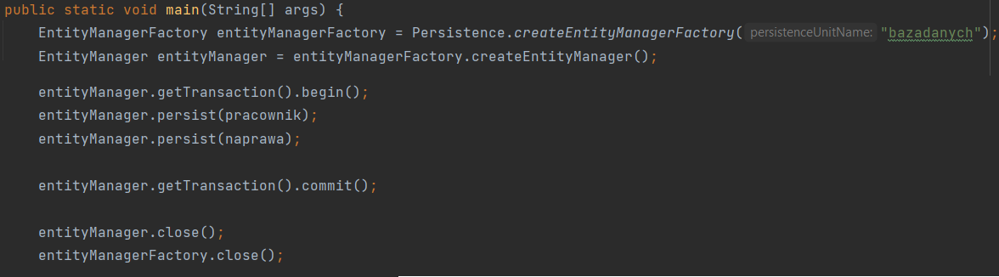 public static void main(String[] args) {
EntityManagerFactory entityManagerFactory = Persistence.createEntityManagerFactory( persistenceUnitName: "bazadanych");
EntityManager entityManager = entityManagerFactory.createEntityManager();
entityManager.getTransaction().begin();
entityManager.persist(pracownik);
entityManager.persist(naprawa);
entityManager.getTransaction().commit();
entityManager.close();
entityManagerFactory.close();